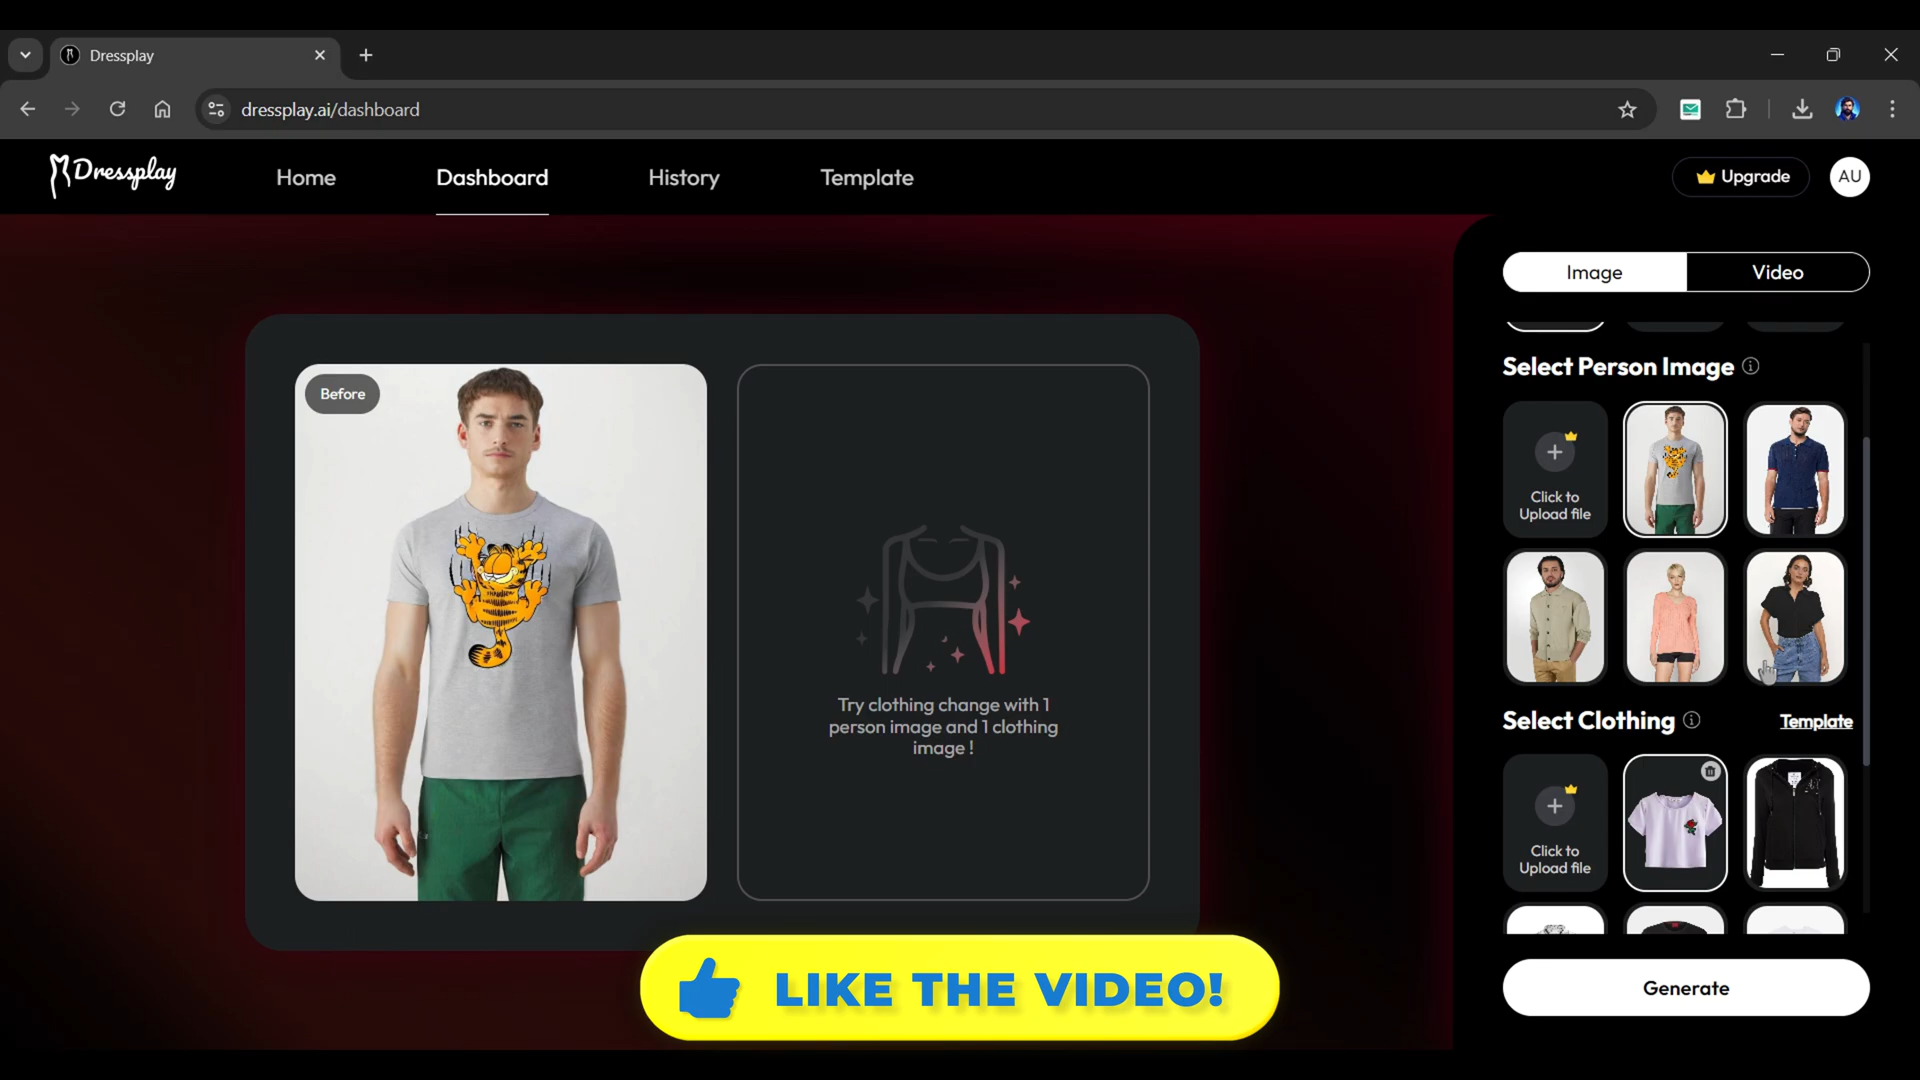 Dressplay
dressplay.ai/dashboard
Dressplay
Home
Dashboard
History
Template
Upgrade
AU
Image
Video
Before
Try clothing change with 1
person image and 1 clothing
image !
Select Person Image
Click to
Upload file
Select Clothing
Template
Click to
Upload file
Generate
LIKE THE VIDEO!